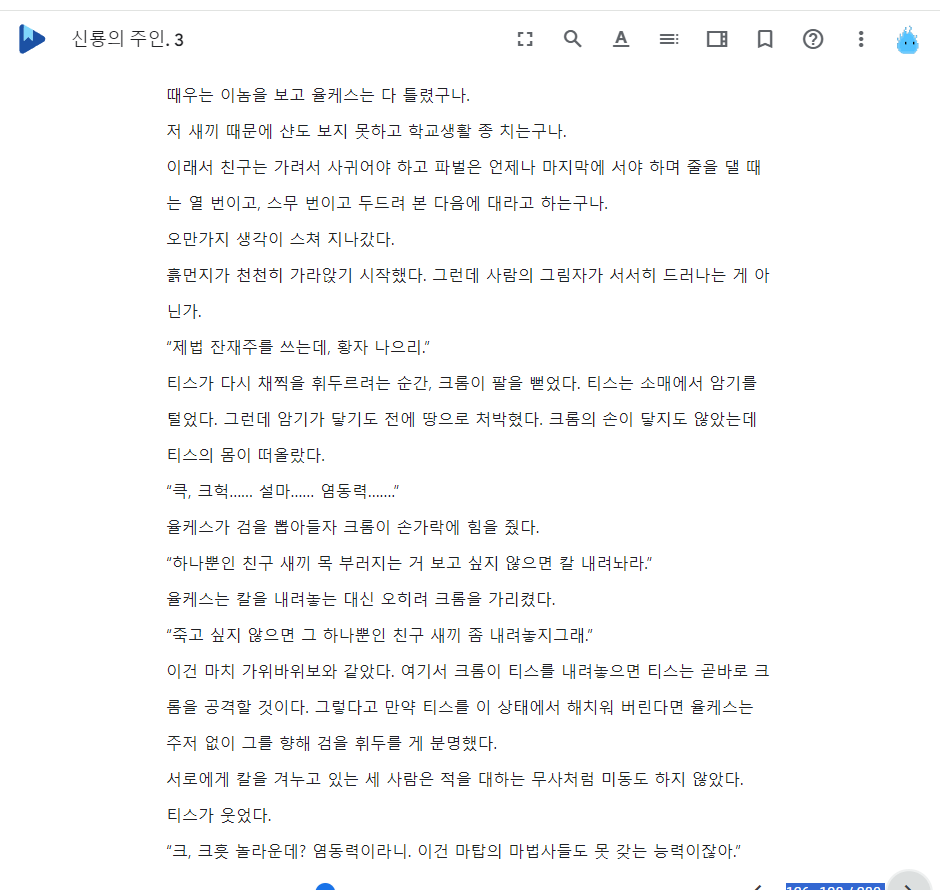 신룡의 주인. 3
때우는 이놈을 보고 율케스는 다 틀렸구나.
저 새끼 때문에 샨도 보지 못하고 학교생활 종 치는구나.
이래서 친구는 가려서 사귀어야 하고 파벌은 언제나 마지막에 서야 하며 줄을 댈 때
는 열 번이고, 스무 번이고 두드려 본 다음에 대라고 하는구나.
오만가지 생각이 스쳐 지나갔다.
흙먼지가 천천히 가라앉기 시작했다. 그런데 사람의 그림자가 서서히 드러나는 게 아
닌가.
“제법 잔재주를 쓰는데, 황자 나으리.”
티스가 다시 채찍을 휘두르려는 순간, 크롬이 팔을 뻗었다. 티스는 소매에서 암기를
털었다. 그런데 암기가 닿기도 전에 땅으로 처박혔다. 크롬의 손이 닿지도 않았는데
티스의 몸이 떠올랐다.
“큭, 크헉…… 설마…… 염동력…….”
율케스가 검을 뽑아들자 크롬이 손가락에 힘을 줬다.
“하나뿐인 친구 새끼 목 부러지는 거 보고 싶지 않으면 칼 내려놔라.”
율케스는 칼을 내려놓는 대신 오히려 크롬을 가리켰다.
“죽고 싶지 않으면 그 하나뿐인 친구 새끼 좀 내려놓지그래.”
이건 마치 가위바위보와 같았다. 여기서 크롬이 티스를 내려놓으면 티스는 곧바로 크
롬을 공격할 것이다. 그렇다고 만약 티스를 이 상태에서 해치워 버린다면 율케스는
주저 없이 그를 향해 검을 휘두를 게 분명했다.
서로에게 칼을 겨누고 있는 세 사람은 적을 대하는 무사처럼 미동도 하지 않았다.
티스가 웃었다.
“크, 크흣 놀라운데? 염동력이라니. 이건 마탑의 마법사들도 못 갖는 능력이잖아.”